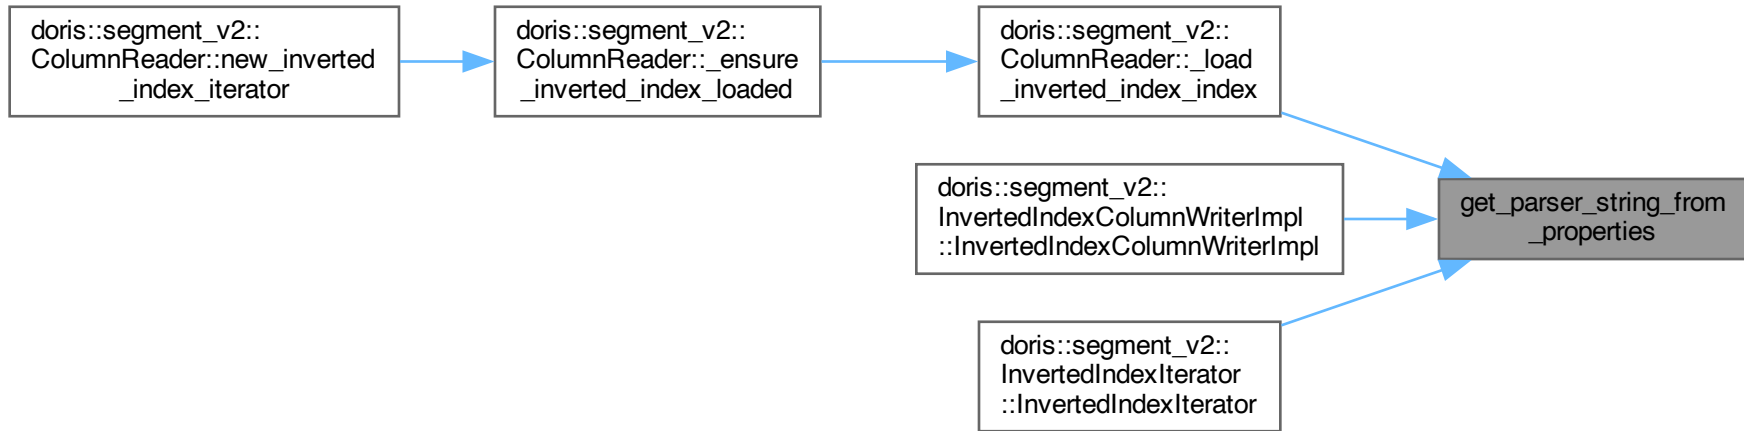 doris::segment_v2::
ColumnReader::new_inverted
_index_iterator
doris::segment_v2::
ColumnReader::_ensure
_inverted_index_loaded
doris::segment_v2::
ColumnReader::_load
_inverted_index_index
doris::segment_v2::
InvertedIndexColumnWriterImpl
::InvertedIndexColumnWriterImpl
get_parser_string_from
_properties
doris::segment_v2::
InvertedIndexIterator
::InvertedIndexIterator